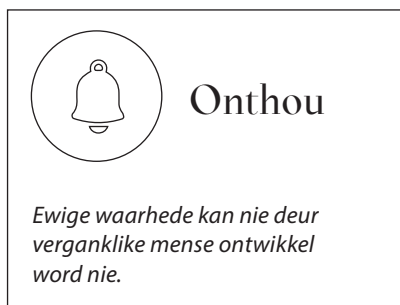 Onthou
Ewige waarhede kan nie deur
verganklike mense ontwikkel
word nie.